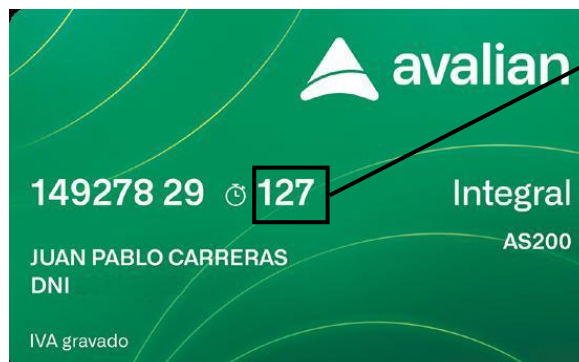 avalian
149278 29 127 Integral
AS200
JUAN PABLO CARRERAS
DNI
IVA gravado